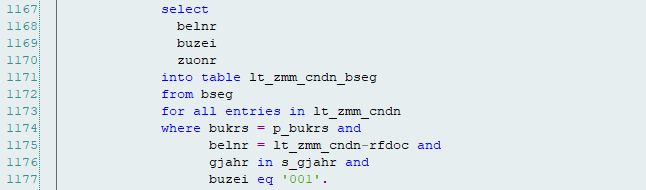 1167 select
1168 belnr
1169 buzei
1170 zuonr
1171 into table lt_zmm_cndn_bseg
1172 from bseg
1173 for all entries in lt_zmm_cndn
1174 where bukrs = p_bukrs and
1175 belnr = lt_zmm_cndn-rfdoc and
1176 gjahr in s_gjahr and
1177 buzei eq '001'.